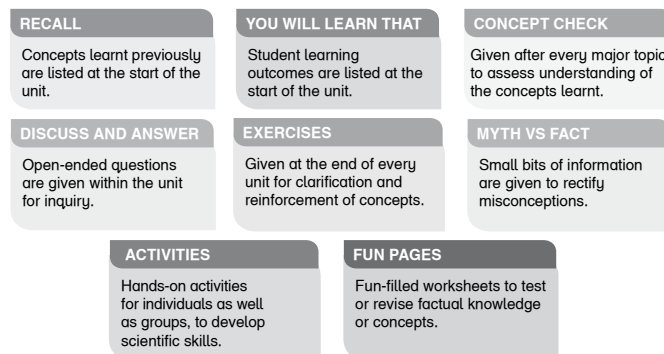 RECALL
Concepts learnt previously
are listed at the start of the
unit.
YOU WILL LEARN THAT
Student learning
outcomes are listed at the
start of the unit.
CONCEPT CHECK
Given after every major topic
to assess understanding of
the concepts learnt.
DISCUSS AND ANSWER
Open-ended questions
are given within the unit
for inquiry.
EXERCISES
Given at the end of every
unit for clarification and
reinforcement of concepts.
MYTH VS FACT
Small bits of information
are given to rectify
misconceptions.
ACTIVITIES
Hands-on activities
for individuals as well
as groups, to develop
scientific skills.
FUN PAGES
Fun-filled worksheets to test
or revise factual knowledge
or concepts.